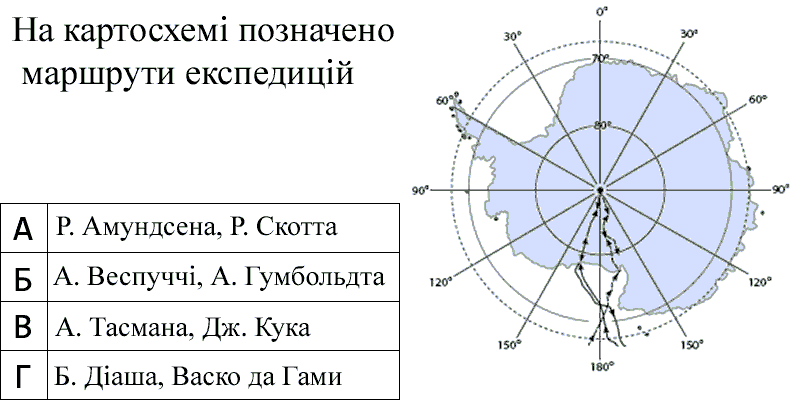 На картосхемі позначено
маршрути експедицій
А Р. Амундсена, Р. Скотта
Б А. Веспуччі, А. Гумбольдта
В А. Тасмана, Дж. Кука
Г Б. Діаша, Васко да Гами
0°
30° 30°
70°
60° 60°
80°
90° 90°
120° 120°
150° 150°
180°